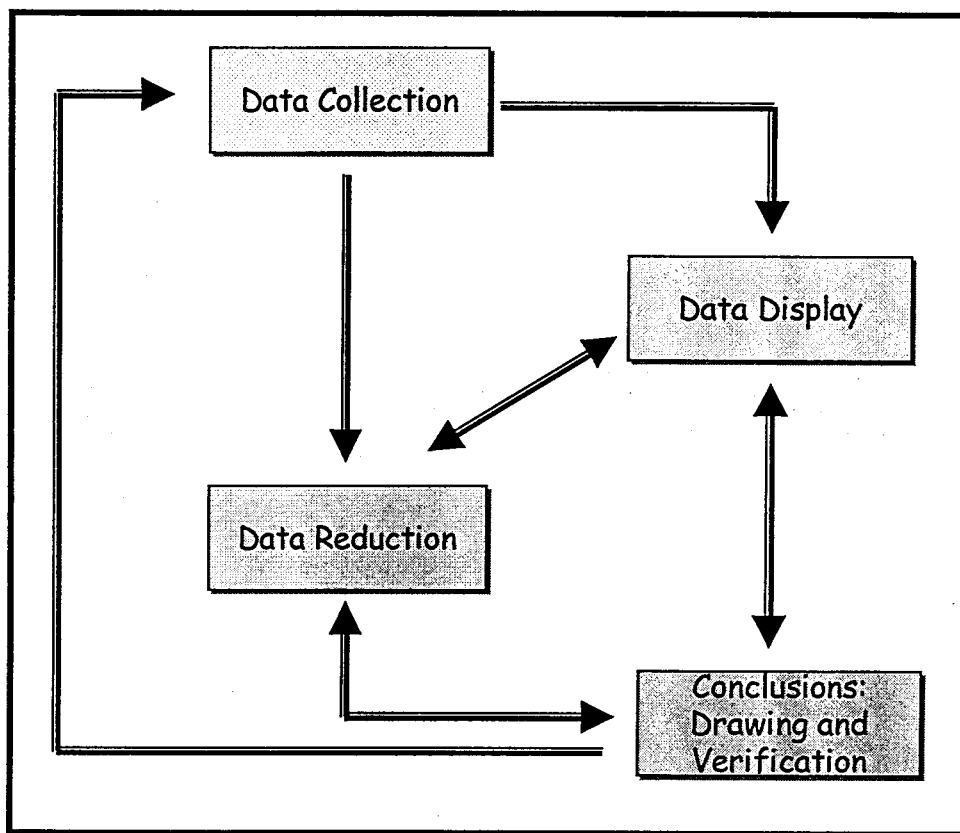 Data Collection
Data Display
Data Reduction
Conclusions:
Drawing and
Verification